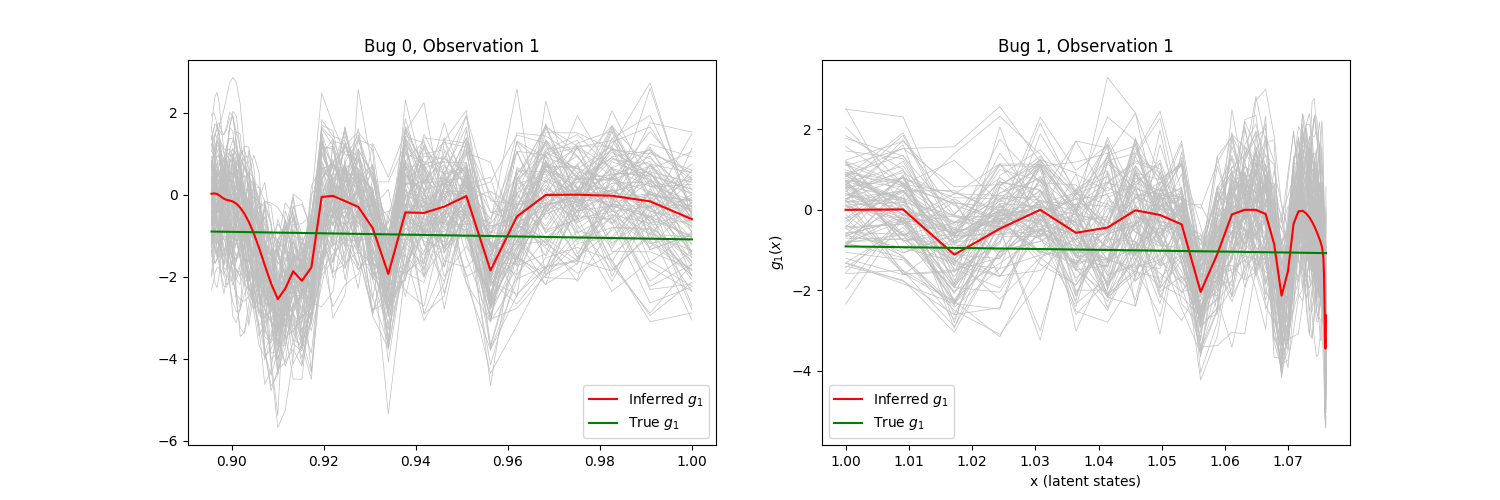 Bug 0, Observation 1
2
0
−2
−4
−6
0.90 0.92 0.94 0.96 0.98 1.00
Inferred g₁
True g₁
Bug 1, Observation 1
g₁(x)
2
0
−2
−4
1.00 1.01 1.02 1.03 1.04 1.05 1.06 1.07
x (latent states)
Inferred g₁
True g₁